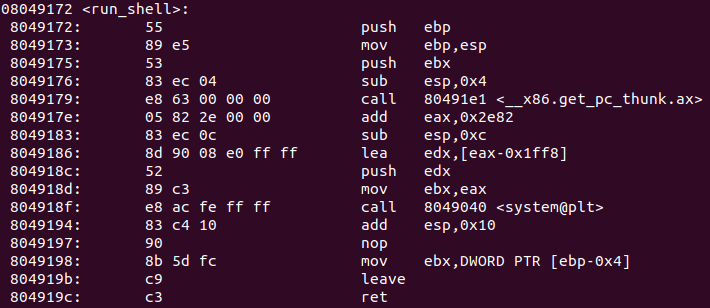 08049172 <run_shell>:
 8049172:	55	push   ebp
 8049173:	89 e5	mov    ebp,esp
 8049175:	53	push   ebx
 8049176:	83 ec 04	sub    esp,0x4
 8049179:	e8 63 00 00 00	call   80491e1 <__x86.get_pc_thunk.ax>
 804917e:	05 82 2e 00 00	add    eax,0x2e82
 8049183:	83 ec 0c	sub    esp,0xc
 8049186:	8d 90 08 e0 ff ff	lea    edx,[eax-0x1ff8]
 804918c:	52	push   edx
 804918d:	89 c3	mov    ebx,eax
 804918f:	e8 ac fe ff ff	call   8049040 <system@plt>
 8049194:	83 c4 10	add    esp,0x10
 8049197:	90	nop
 8049198:	8b 5d fc	mov    ebx,DWORD PTR [ebp-0x4]
 804919b:	c9	leave
 804919c:	c3	ret